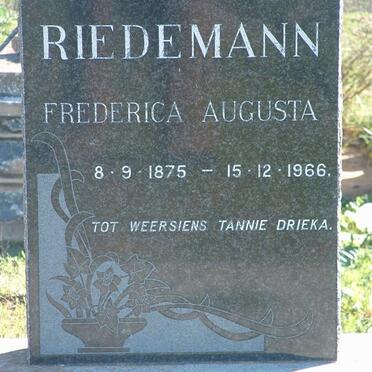 RIEDEMANN
FREDERICA AUGUSTA
8·9·1875 – 15·12·1966.
TOT WEERSIENS TANNIE DRIEKA.